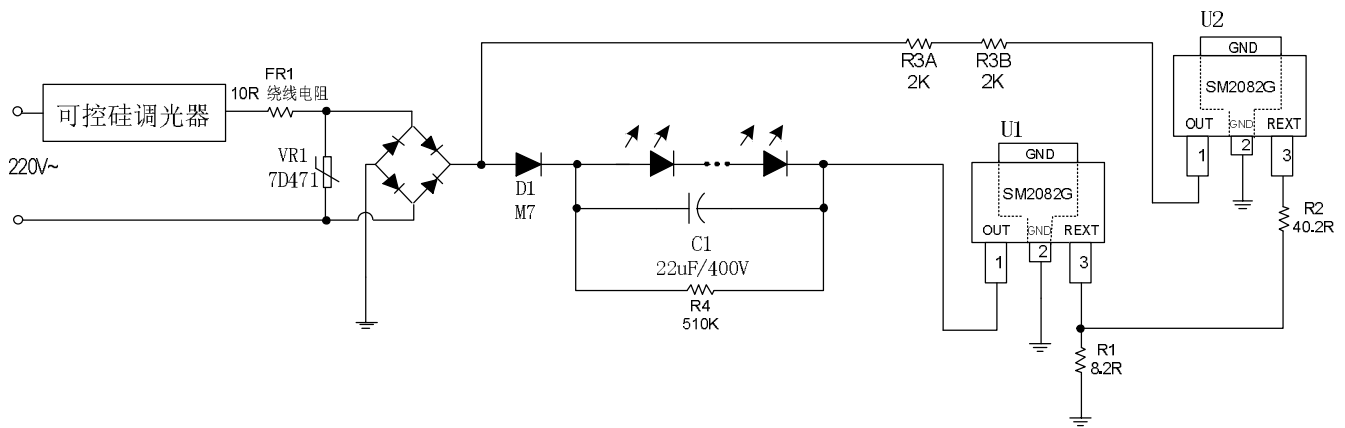 220V~
可控硅调光器
FR1
10R 绕线电阻
VR1
7D471
D1
M7
C1
22uF/400V
R4
510K
R3A
2K
R3B
2K
U1
GND
SM2082G
OUT
GND
REXT
1
2
3
R1
8.2R
U2
GND
SM2082G
OUT
GND
REXT
1
2
3
R2
40.2R